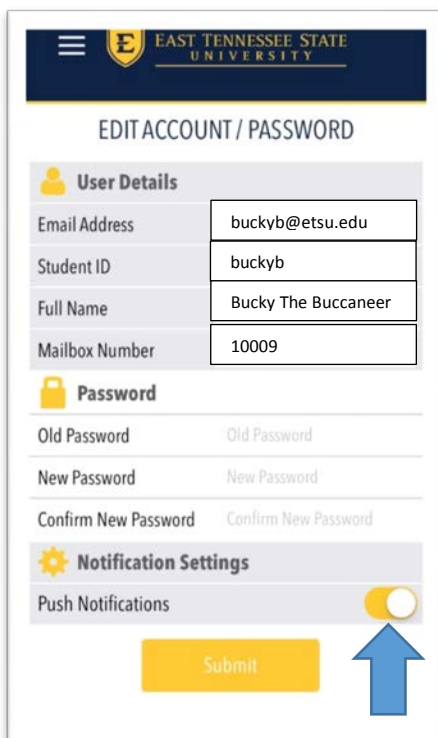 E EAST TENNESSEE STATE
UNIVERSITY
EDIT ACCOUNT / PASSWORD
User Details
Email Address buckyb@etsu.edu
Student ID buckyb
Full Name Bucky The Buccaneer
Mailbox Number 10009
Password
Old Password Old Password
New Password New Password
Confirm New Password Confirm New Password
Notification Settings
Push Notifications
Submit